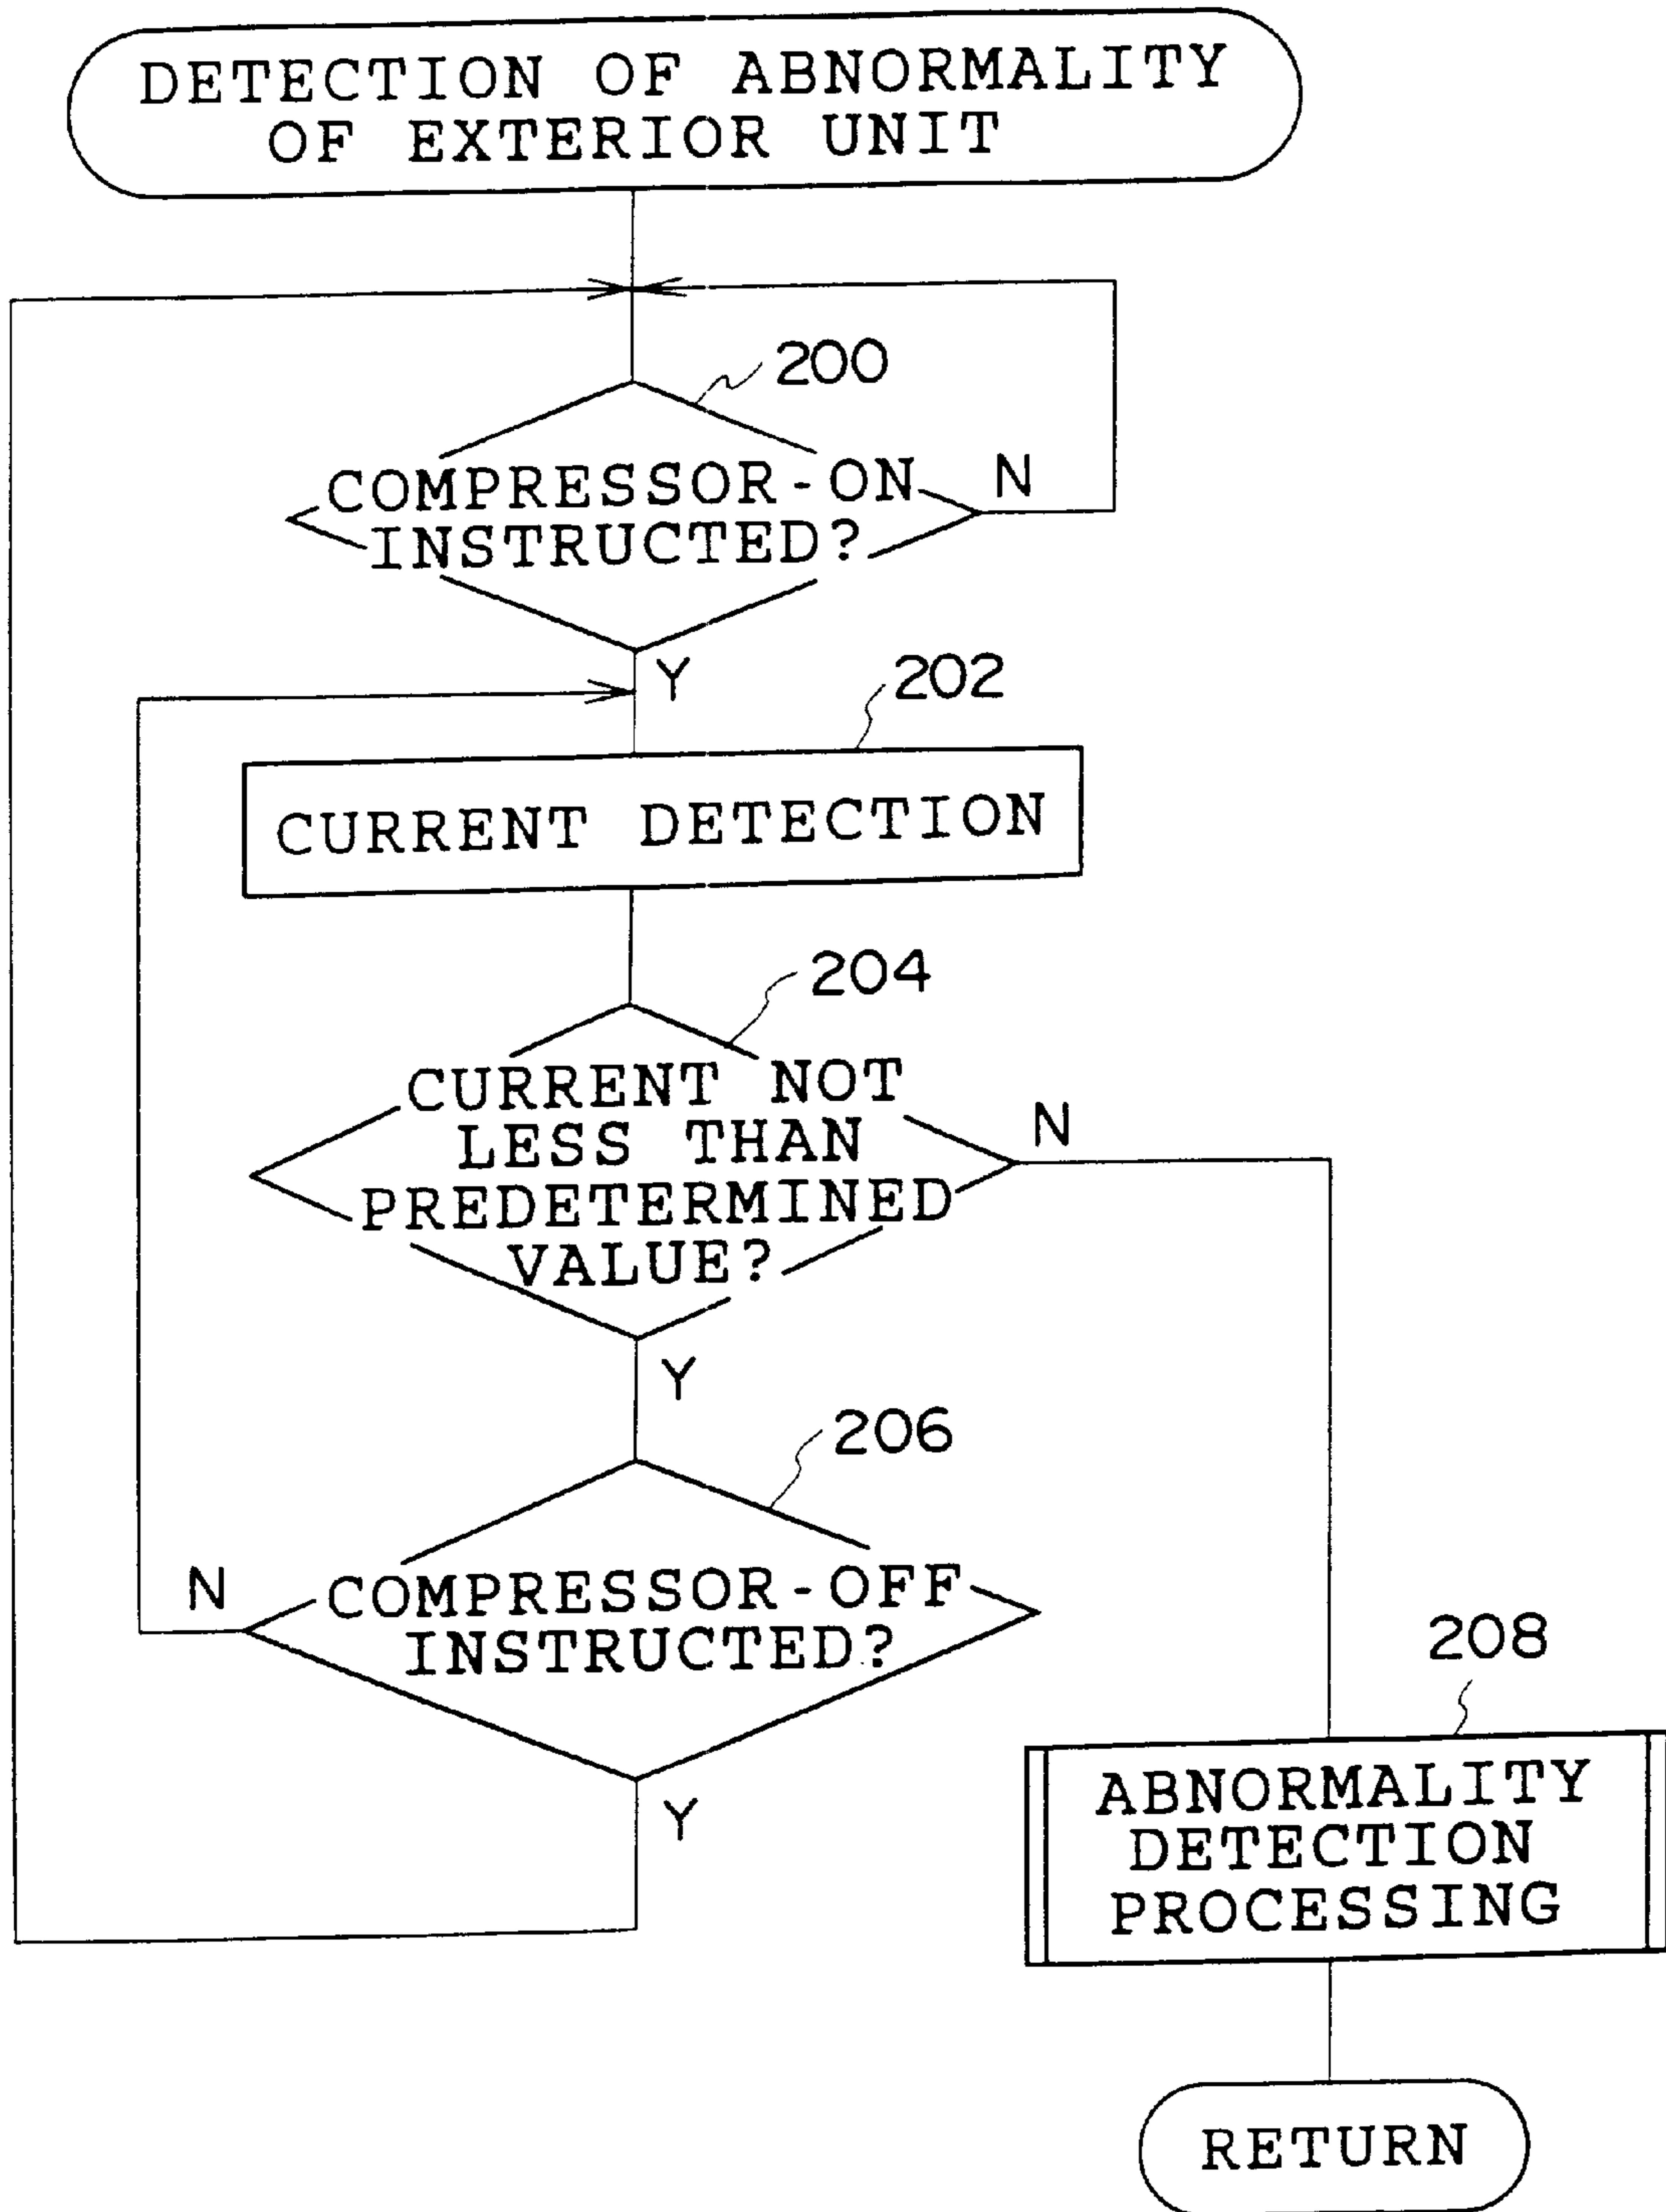 DETECTION OF ABNORMALITY
OF EXTERIOR UNIT
200
COMPRESSOR-ON
INSTRUCTED?
N
Y
202
CURRENT DETECTION
204
CURRENT NOT
LESS THAN
PREDETERMINED
VALUE?
N
Y
206
COMPRESSOR-OFF
INSTRUCTED?
N
Y
208
ABNORMALITY
DETECTION
PROCESSING
RETURN